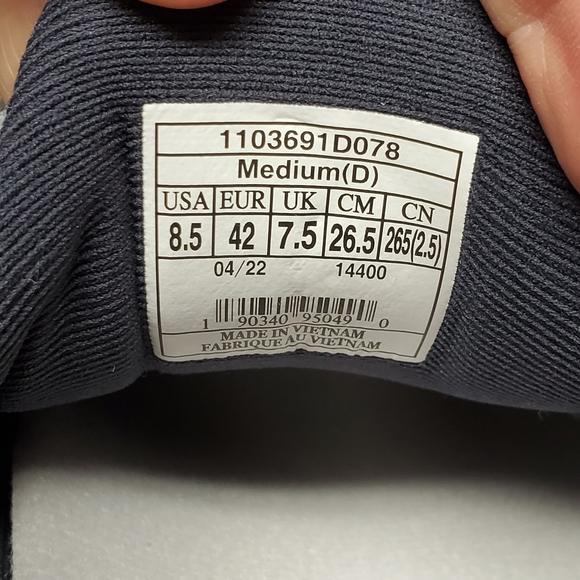 1103691D078
Medium(D)
USA EUR UK CM CN
8.5 42 7.5 26.5 265(2.5)
04/22 14400
1 90340 95049 0
MADE IN VIETNAM
FABRIQUE AU VIETNAM